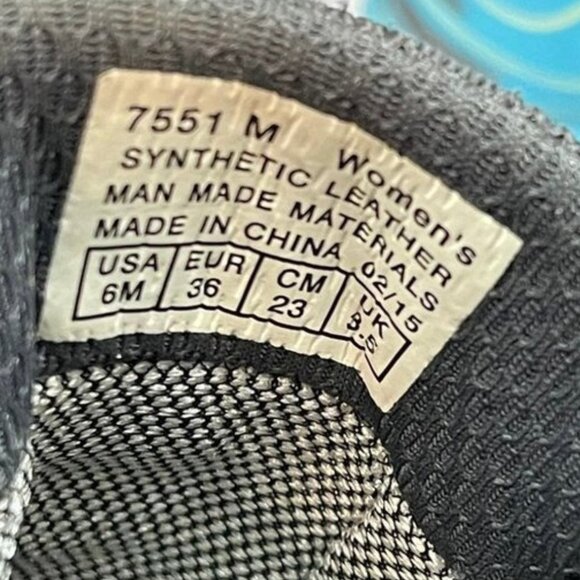 7551 M Women's
SYNTHETIC LEATHER
MAN MADE MATERIALS
MADE IN CHINA 02/15
USA EUR CM UK
6M 36 23 3.5